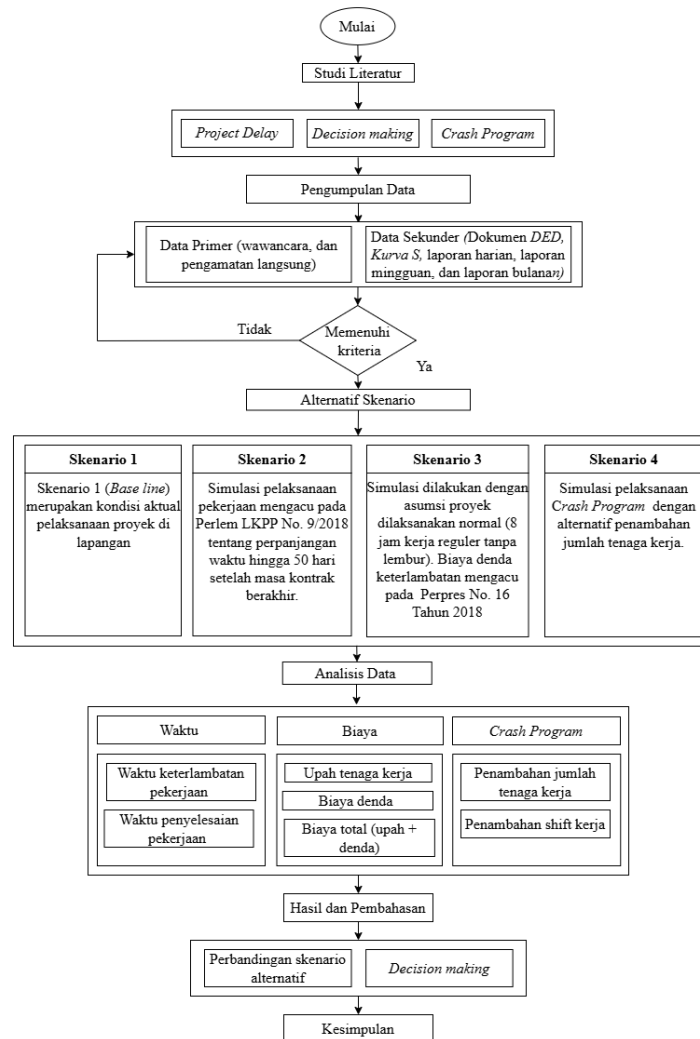 Mulai
Studi Literatur
Project Delay
Decision making
Crash Program
Pengumpulan Data
Data Primer (wawancara, dan
pengamatan langsung)
Data Sekunder (Dokumen DED,
Kurva S, laporan harian, laporan
mingguan, dan laporan bulanan)
Tidak
Memenuhi
kriteria
Ya
Alternatif Skenario
Skenario 1
Skenario 1 (Base line)
merupakan kondisi aktual
pelaksanaan proyek di
lapangan
Skenario 2
Simulasi pelaksanaan
pekerjaan mengacu pada
Perlem LKPP No. 9/2018
tentang perpanjangan
waktu hingga 50 hari
setelah masa kontrak
berakhir.
Skenario 3
Simulasi dilakukan dengan
asumsi proyek
dilaksanakan normal (8
jam kerja reguler tanpa
lembur). Biaya denda
keterlambatan mengacu
pada Perpres No. 16
Tahun 2018
Skenario 4
Simulasi pelaksanaan
Crash Program dengan
alternatif penambahan
jumlah tenaga kerja.
Analisis Data
Waktu
Waktu keterlambatan
pekerjaan
Waktu penyelesaian
pekerjaan
Biaya
Upah tenaga kerja
Biaya denda
Biaya total (upah +
denda)
Crash Program
Penambahan jumlah
tenaga kerja
Penambahan shift kerja
Hasil dan Pembahasan
Perbandingan skenario
alternatif
Decision making
Kesimpulan